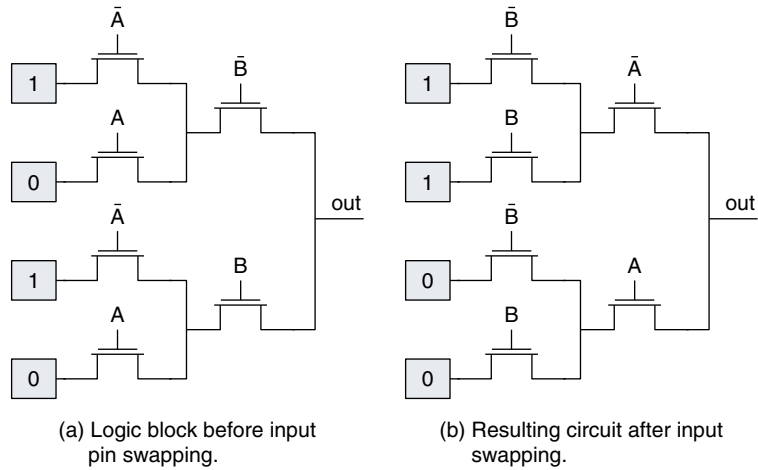 Ā
1
B̄
A
0
Ā
1
B
A
0
out
(a) Logic block before input
pin swapping.
B̄
1
Ā
B
1
B̄
0
A
B
0
out
(b) Resulting circuit after input
swapping.